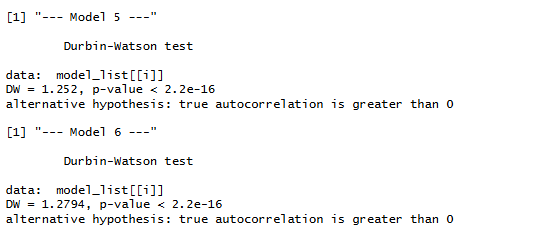 [1] "--- Model 5 ---"
Durbin-Watson test
data:  model_list[[i]]
DW = 1.252, p-value < 2.2e-16
alternative hypothesis: true autocorrelation is greater than 0
[1] "--- Model 6 ---"
Durbin-Watson test
data:  model_list[[i]]
DW = 1.2794, p-value < 2.2e-16
alternative hypothesis: true autocorrelation is greater than 0